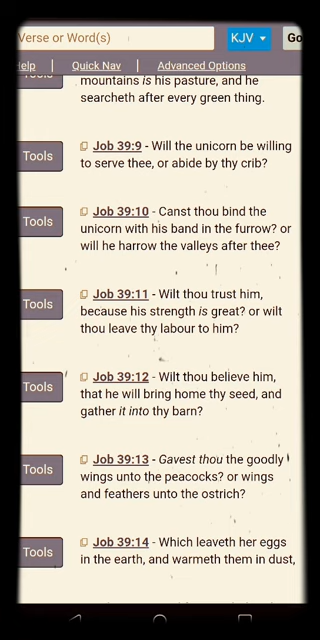 Verse or Word(s)
KJV
Go
Help Quick Nav Advanced Options
Tools
mountains is his pasture, and he
searcheth after every green thing.
Tools
Job 39:9 - Will the unicorn be willing
to serve thee, or abide by thy crib?
Tools
Job 39:10 - Canst thou bind the
unicorn with his band in the furrow? or
will he harrow the valleys after thee?
Tools
Job 39:11 - Wilt thou trust him,
because his strength is great? or wilt
thou leave thy labour to him?
Tools
Job 39:12 - Wilt thou believe him,
that he will bring home thy seed, and
gather it into thy barn?
Tools
Job 39:13 - Gavest thou the goodly
wings unto the peacocks? or wings
and feathers unto the ostrich?
Tools
Job 39:14 - Which leaveth her eggs
in the earth, and warmeth them in dust,